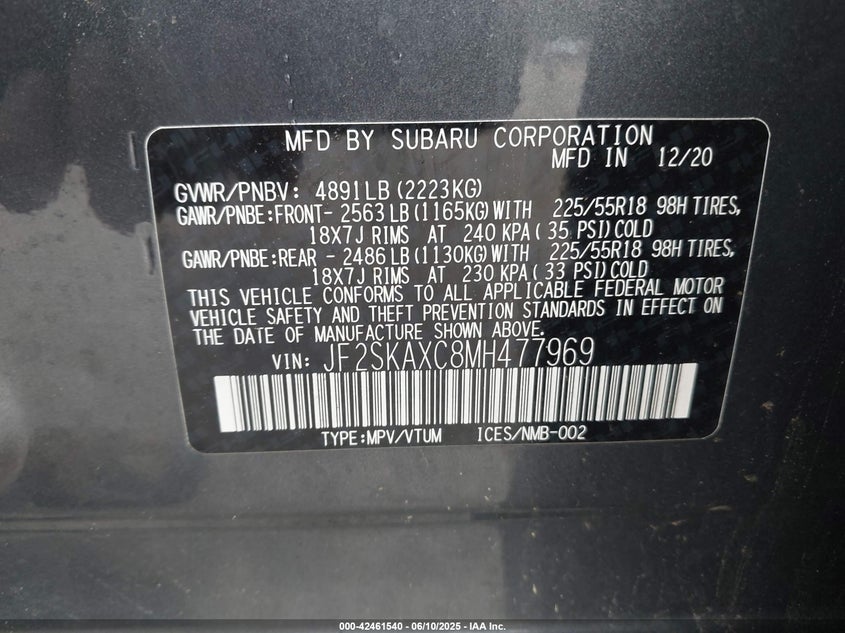 MFD BY SUBARU CORPORATION
MFD IN 12/20
GVWR/PNBV: 4891LB(2223KG)
GAWR/PNBE:FRONT- 2563LB(1165KG)WITH 225/55R18 98H TIRES,
18X7J RIMS AT 240 KPA( 35 PSI)COLD
GAWR/PNBE:REAR - 2486LB(1130KG)WITH 225/55R18 98H TIRES,
18X7J RIMS AT 230 KPA( 33 PSI)COLD
THIS VEHICLE CONFORMS TO ALL APPLICABLE FEDERAL MOTOR
VEHICLE SAFETY AND THEFT PREVENTION STANDARDS IN EFFECT ON
THE DATE OF MANUFACTURE SHOWN ABOVE.
VIN: JF2SKAXC8MH477969
TYPE:MPV/VTUM ICES/NMB-002
000-42461540 - 06/10/2025 - IAA Inc.